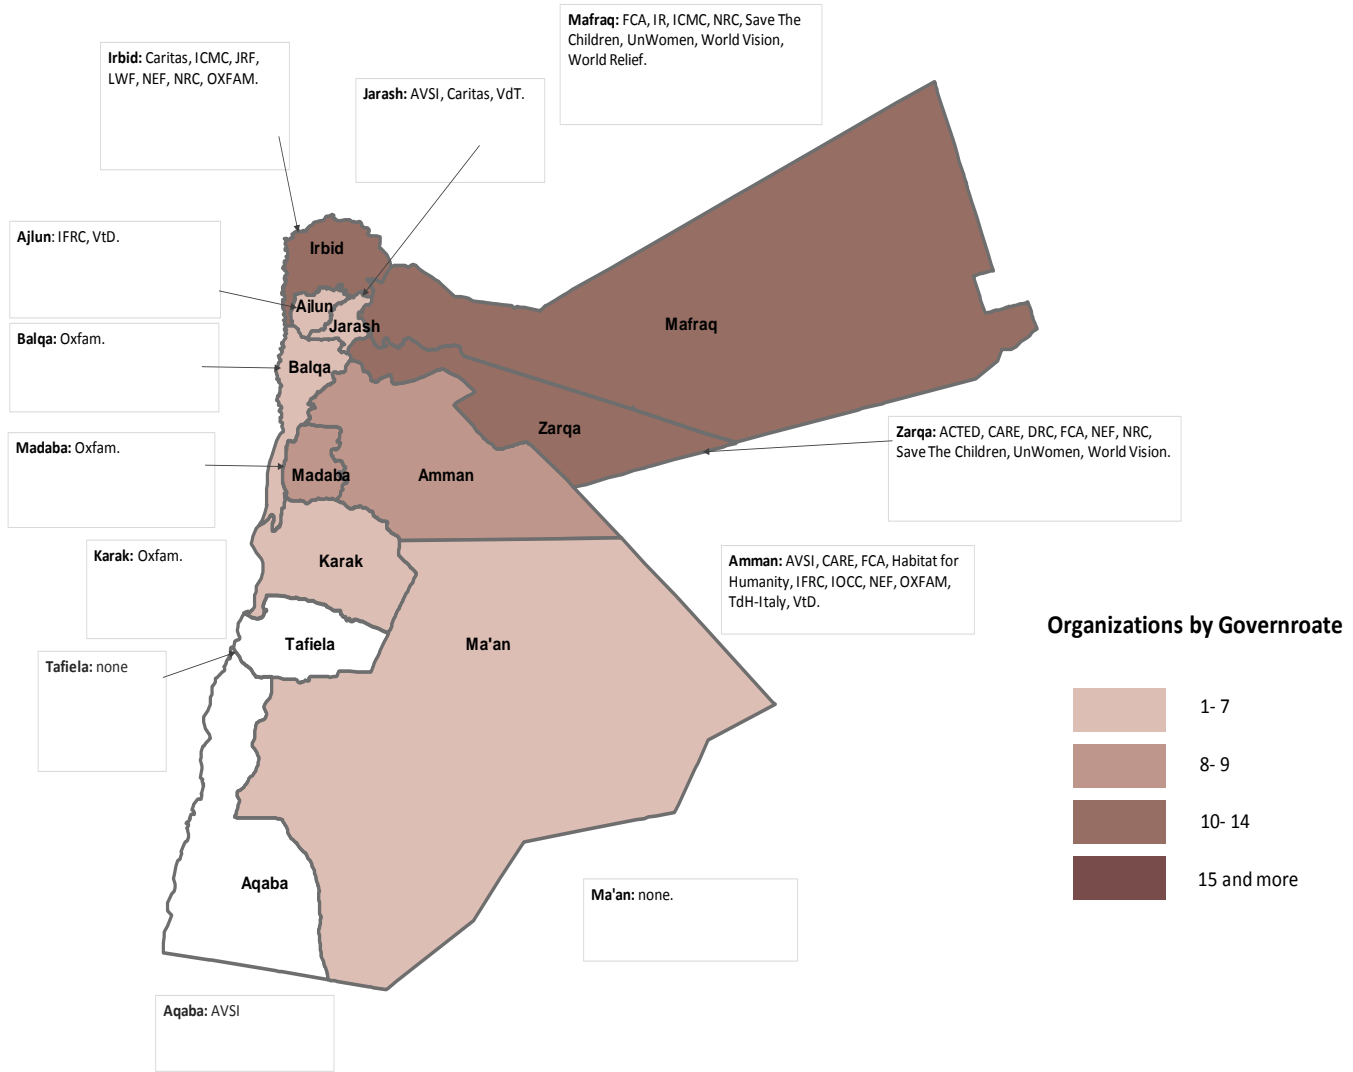 Mafraq: FCA, IR, ICMC, NRC, Save The
Children, UnWomen, World Vision,
World Relief.
Irbid: Caritas, ICMC, JRF,
LWF, NEF, NRC, OXFAM.
Jarash: AVSI, Caritas, VdT.
Ajlun: IFRC, VtD.
Irbid
Ajlun
Jarash
Mafraq
Balqa: Oxfam.
Balqa
Madaba: Oxfam.
Zarqa
Zarqa: ACTED, CARE, DRC, FCA, NEF, NRC,
Save The Children, UnWomen, World Vision.
Madaba
Amman
Karak: Oxfam.
Karak
Amman: AVSI, CARE, FCA, Habitat for
Humanity, IFRC, IOCC, NEF, OXFAM,
TdH-Italy, VtD.
Tafiela: none
Tafiela
Ma'an
Organizations by Governroate
1- 7
8- 9
10- 14
15 and more
Aqaba
Ma'an: none.
Aqaba: AVSI